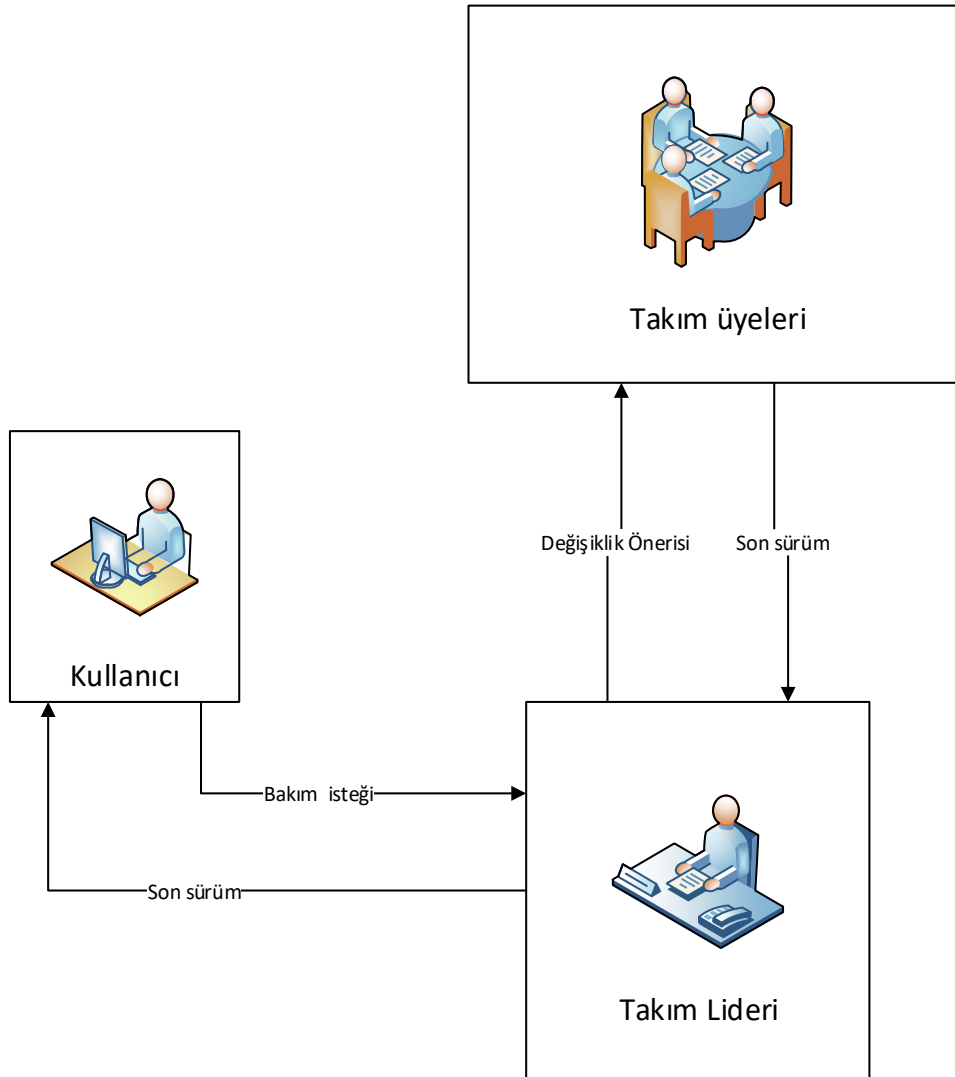 Takım üyeleri
Değişiklik Önerisi
Son sürüm
Kullanıcı
Bakım isteği
Son sürüm
Takım Lideri